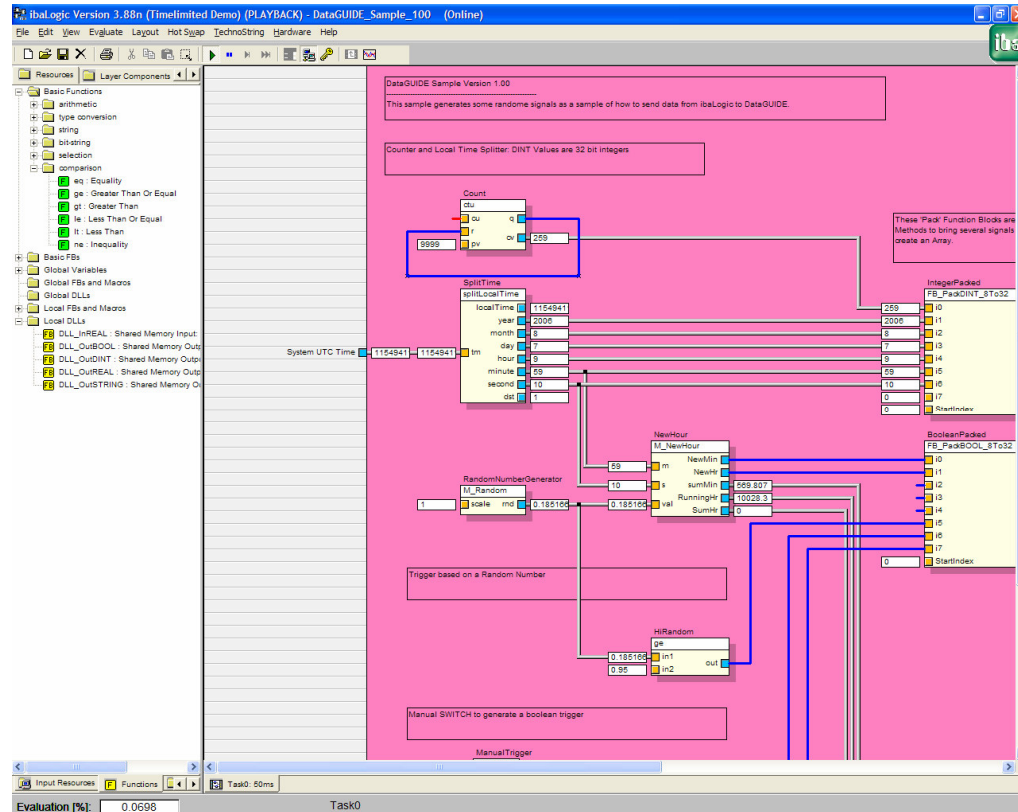 ibaLogic Version 3.88n (Timelimited Demo) (PLAYBACK) - DataGUIDE_Sample_100 (Online)
File Edit View Evaluate Layout Hot Swap TechnoString Hardware Help
iba
Resources Layer Components
Basic Functions
arithmetic
type conversion
string
bit-string
selection
comparison
F eq : Equality
F ge : Greater Than Or Equal
F gt : Greater Than
F le : Less Than Or Equal
F lt : Less Than
F ne : Inequality
Basic FBs
Global Variables
Global FBs and Macros
Global DLLs
Local FBs and Macros
Local DLLs
FB DLL_InREAL : Shared Memory Input:
FB DLL_OutBOOL : Shared Memory Outp
FB DLL_OutDINT : Shared Memory Outpu
FB DLL_OutREAL : Shared Memory Outp
FB DLL_OutSTRING : Shared Memory O
DataGUIDE Sample Version 1.00
This sample generates some randome signals as a sample of how to send data from ibaLogic to DataGUIDE.
Counter and Local Time Splitter: DINT Values are 32 bit integers
Count
ctu
cu q
r
9999 pv cv 259
These 'Pack' Function Blocks are
Methods to bring several signals
create an Array.
SplitTime
splitLocalTime
localTime 1154941
year 2006
month 8
day 7
System UTC Time 1154941 1154941 tm hour 9
minute 59
second 10
dst 1
IntegerPacked
FB_PackDINT_8To32
259 i0
2006 i1
8 i2
7 i3
9 i4
59 i5
10 i6
0 i7
0 StartIndex
NewHour
M_NewHour
NewMin
59 m NewHr
10 s sumMin 569.807
RunningHr 10028.3
0.185166 val SumHr 0
BooleanPacked
FB_PackBOOL_8To32
i0
i1
i2
i3
i4
i5
i6
i7
0 StartIndex
RandomNumberGenerator
M_Random
1 scale rnd 0.185166
Trigger based on a Random Number
HiRandom
ge
0.185166 in1 out
0.95 in2
Manual SWITCH to generate a boolean trigger
ManualTrigger
Input Resources F Functions Task0: 50ms
Evaluation [%]: 0.0698 Task0